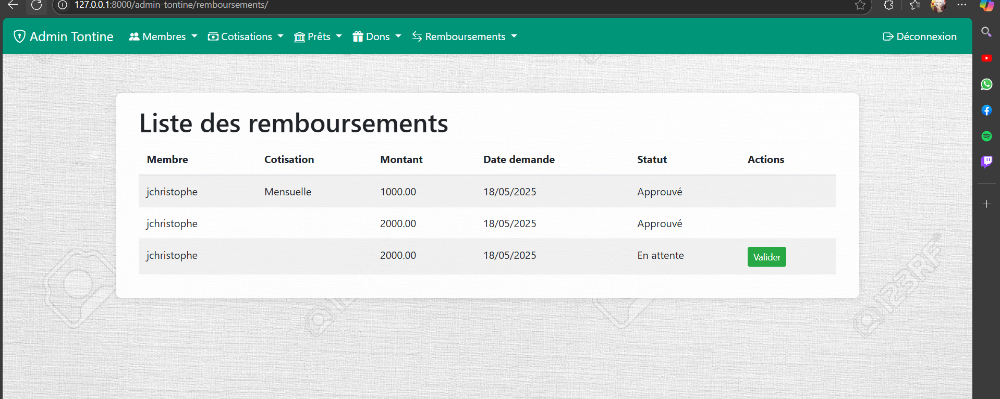 127.0.0.1:8000/admin-tontine/remboursements/
Admin Tontine Membres Cotisations Prêts Dons Remboursements Déconnexion
Liste des remboursements
Membre Cotisation Montant Date demande Statut Actions
jchristophe Mensuelle 1000.00 18/05/2025 Approuvé
jchristophe 2000.00 18/05/2025 Approuvé
jchristophe 2000.00 18/05/2025 En attente Valider
123RF
123RF